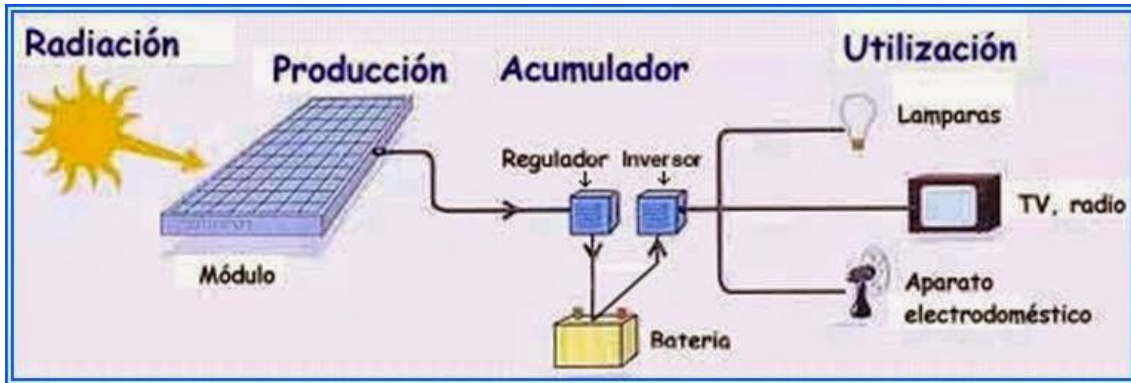 Radiación
Producción
Acumulador
Utilización
Lamparas
Regulador
Inversor
TV, radio
Módulo
Aparato
electrodoméstico
Bateria